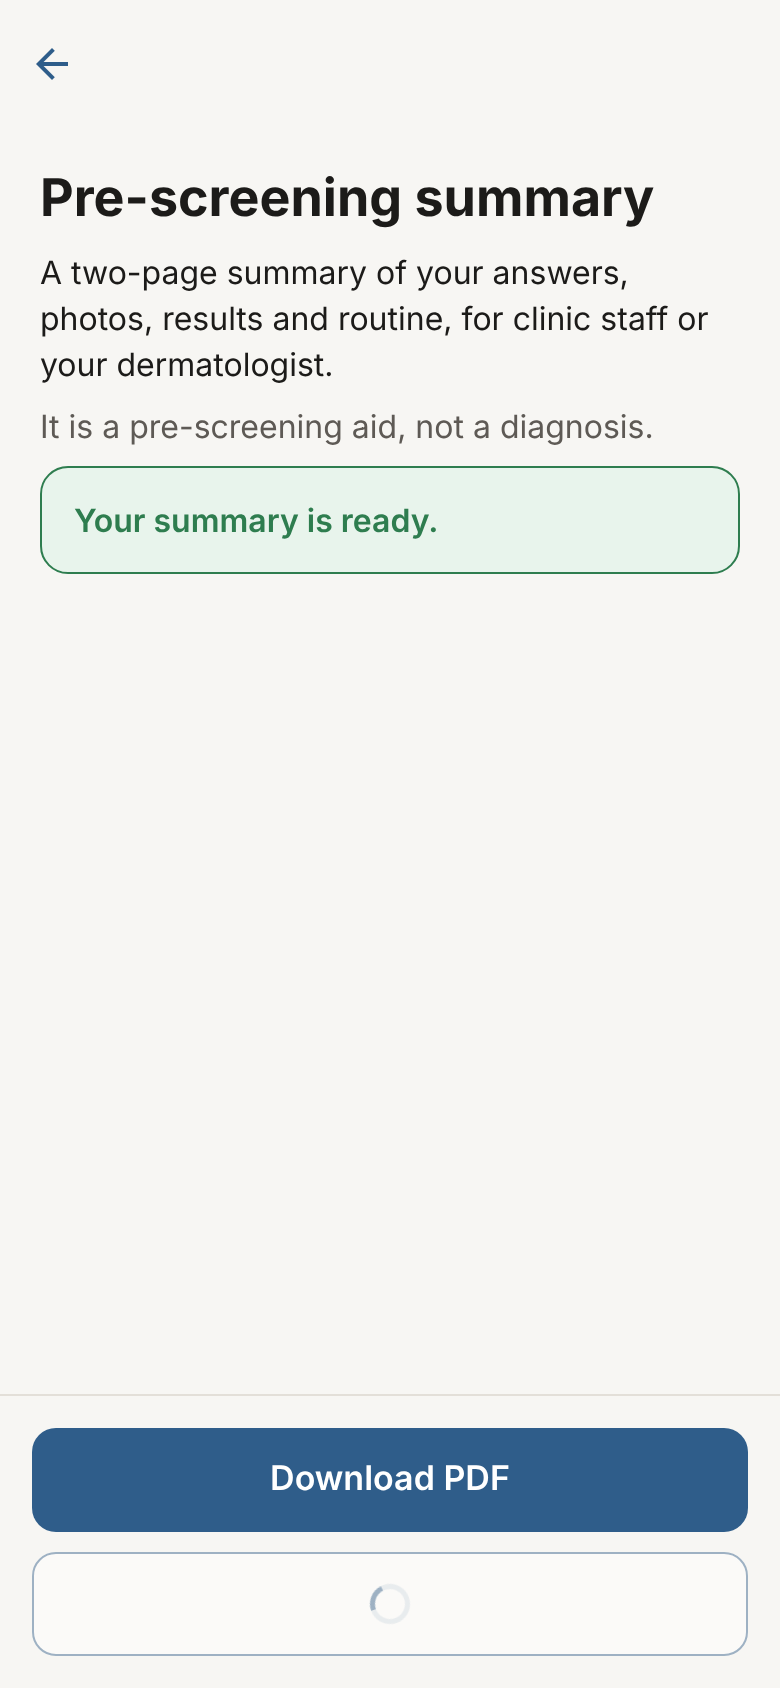 Pre-screening summary
A two-page summary of your answers,
photos, results and routine, for clinic staff or
your dermatologist.
It is a pre-screening aid, not a diagnosis.
Your summary is ready.
Download PDF